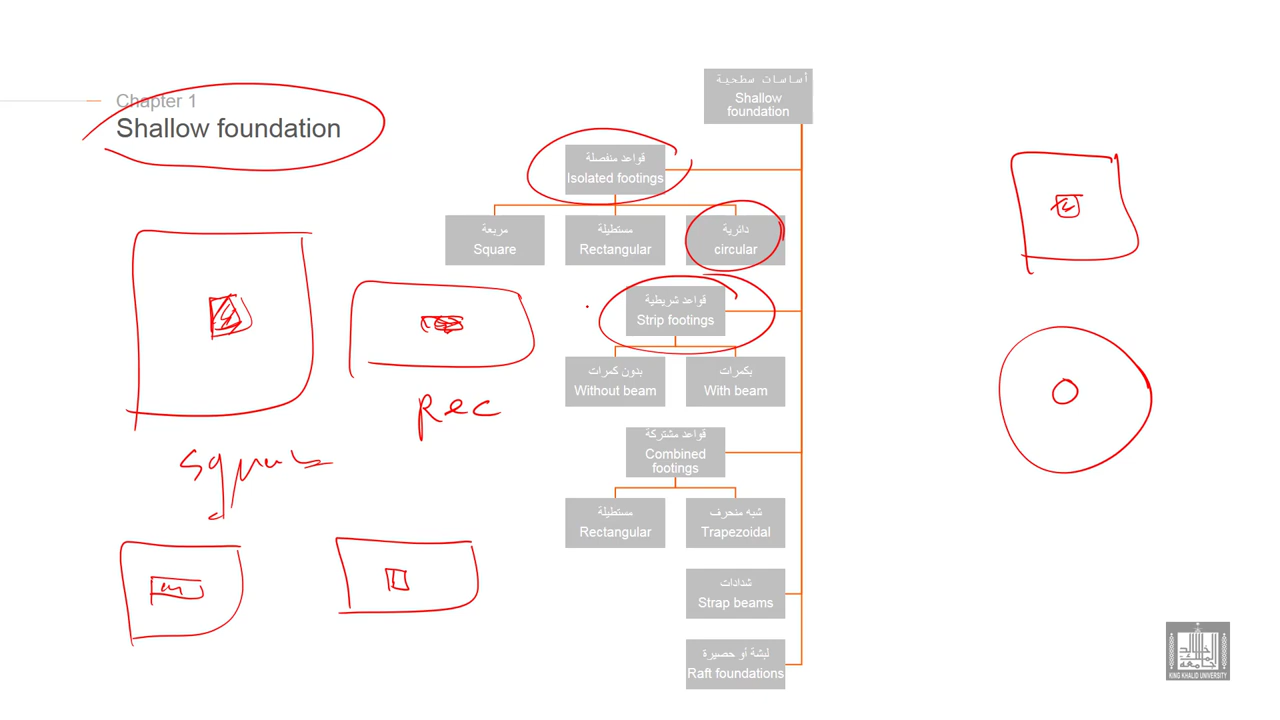 Chapter 1
Shallow foundation
أساسات سطحية
Shallow
foundation
قواعد منفصلة
Isolated footings
مربعة
Square
مستطيلة
Rectangular
دائرية
circular
قواعد شريطية
Strip footings
بدون كمرات
Without beam
بكمرات
With beam
قواعد مشتركة
Combined
footings
مستطيلة
Rectangular
شبه منحرف
Trapezoidal
شدادات
Strap beams
لبشة أو حصيرة
Raft foundations
Rec
KING KHALID UNIVERSITY